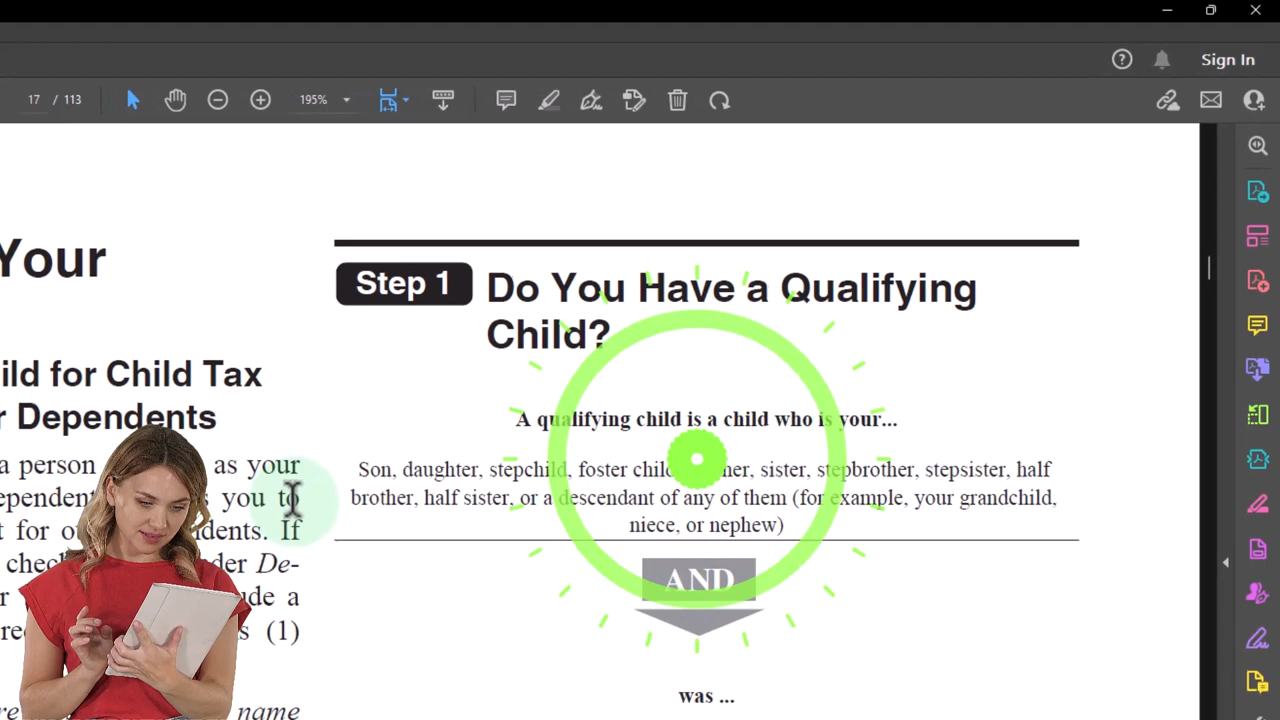 Sign In
17 / 113
195%
Your
Step 1
Do You Have a Qualifying
Child?
ild for Child Tax
r Dependents
a person as your
ependent s you to
t for o ndents. If
chec der De-
r ude a
rec s (1)
name
A qualifying child is a child who is your...
Son, daughter, stepchild, foster child, her, sister, stepbrother, stepsister, half
brother, half sister, or a descendant of any of them (for example, your grandchild,
niece, or nephew)
AND
was ...